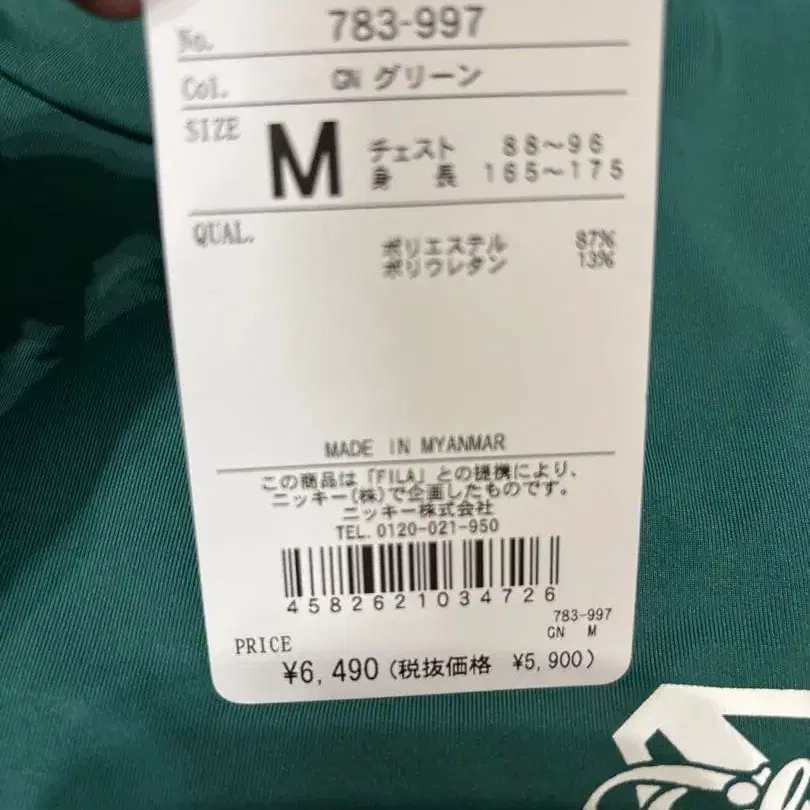 No. 783-997
Col. GN グリーン
SIZE M チェスト 88～96
身長 165～175
QUAL. ポリエステル 87%
ポリウレタン 13%
MADE IN MYANMAR
この商品は「FILA」との提携により、
ニッキー(株)で企画したものです。
ニッキー株式会社
TEL. 0120-021-950
4582621034726
783-997
GN M
PRICE
¥6,490 (税抜価格 ¥5,900)